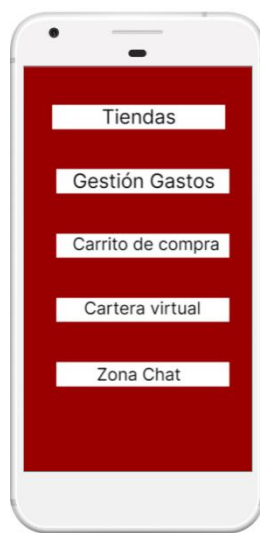 Tiendas
Gestión Gastos
Carrito de compra
Cartera virtual
Zona Chat